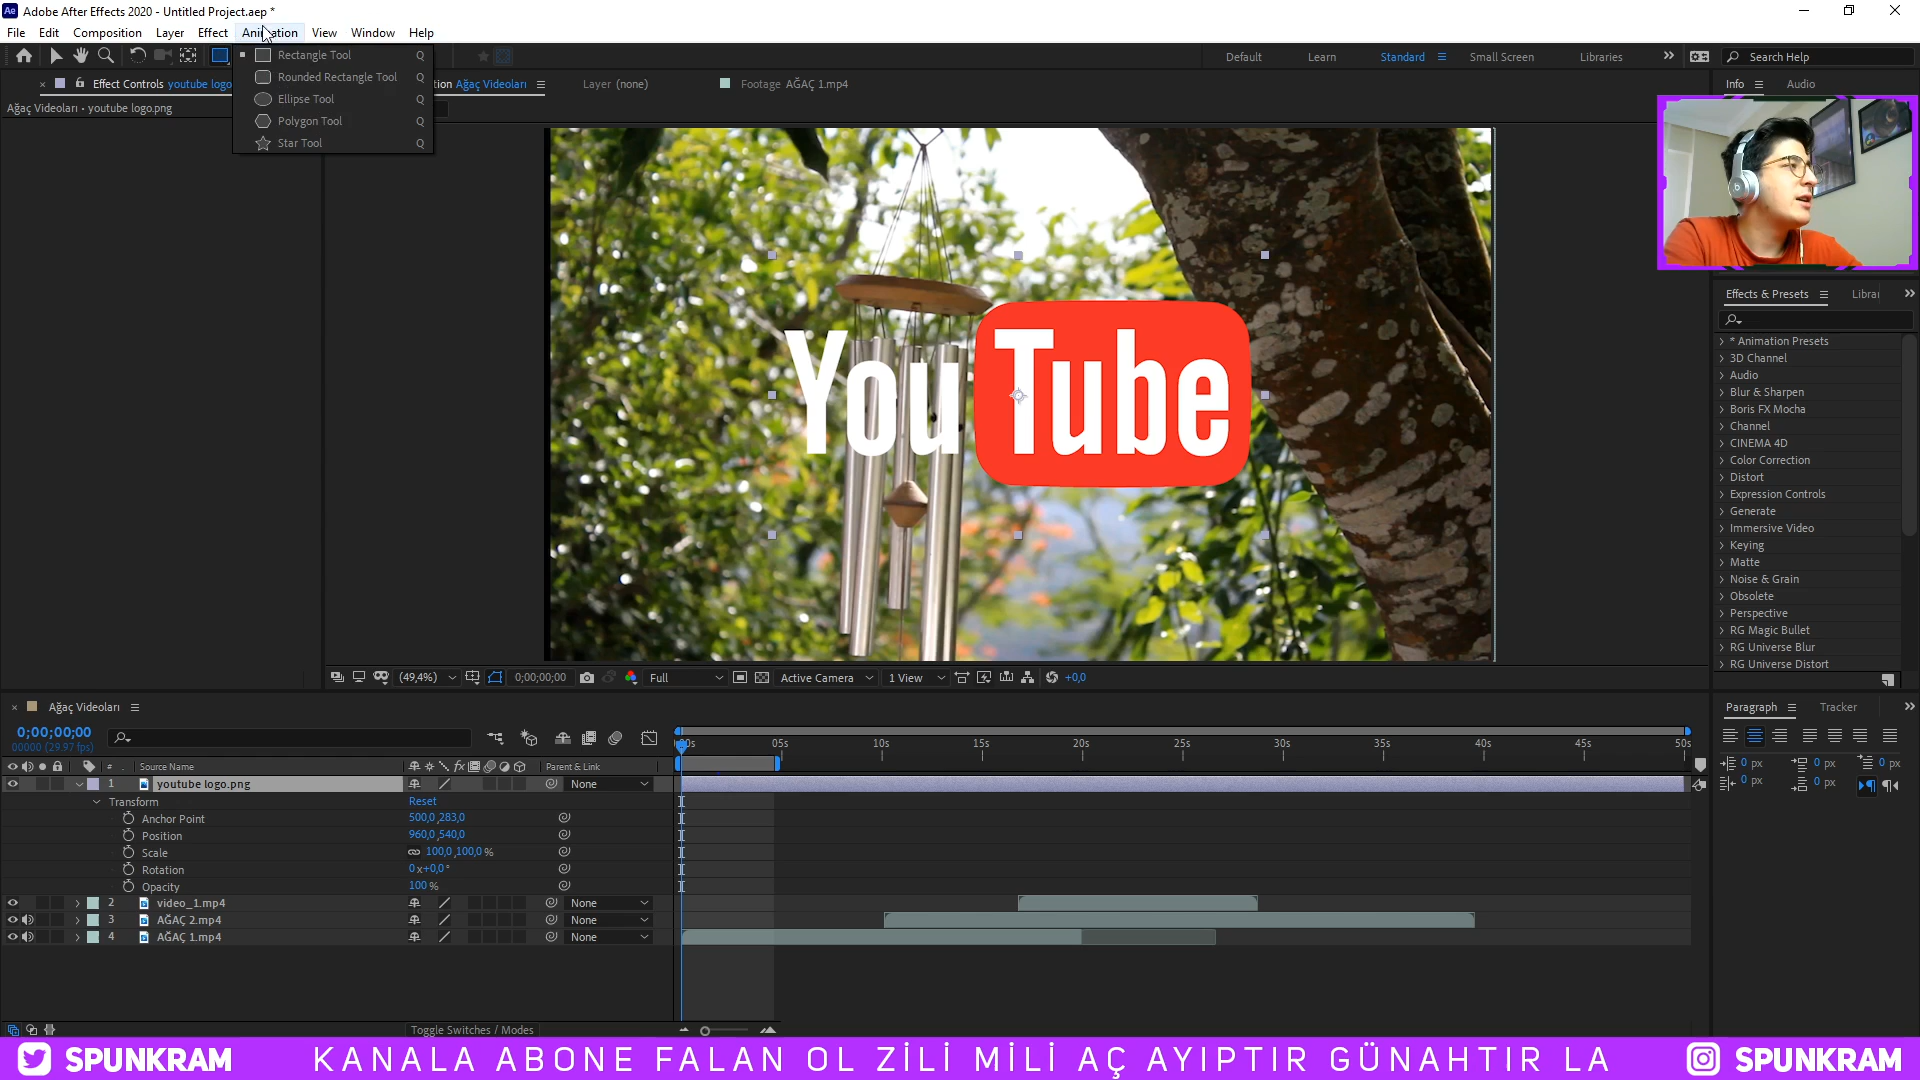 Adobe After Effects 2020 - Untitled Project.aep *
File Edit Composition Layer Effect Animation View Window Help
Rectangle Tool Q
Rounded Rectangle Tool Q
Ellipse Tool Q
Polygon Tool Q
Star Tool Q
Default Learn Standard Small Screen Libraries Search Help
Effect Controls youtube logo
Ağaç Videoları
Layer (none)
Footage AĞAÇ 1.mp4
Info Audio
Ağaç Videoları • youtube logo.png
You Tube
Effects & Presets
* Animation Presets
3D Channel
Audio
Blur & Sharpen
Boris FX Mocha
Channel
CINEMA 4D
Color Correction
Distort
Expression Controls
Generate
Immersive Video
Keying
Matte
Noise & Grain
Obsolete
Perspective
RG Magic Bullet
RG Universe Blur
RG Universe Distort
(49,4%) 0;00;00;00 Full Active Camera 1 View +0,0
Ağaç Videoları
Paragraph Tracker
0;00;00;00
00000 (29.97 fps)
05s 10s 15s 20s 25s 30s 35s 40s 45s 50s
# Source Name fx Parent & Link
1 youtube logo.png None
Transform Reset
Anchor Point 500,0,283,0
Position 960,0,540,0
Scale 100,0,100,0 %
Rotation 0x+0,0°
Opacity 100 %
2 video_1.mp4 None
3 AĞAÇ 2.mp4 None
4 AĞAÇ 1.mp4 None
0 px 0 px 0 px
0 px 0 px
Toggle Switches / Modes
SPUNKRAM KANALA ABONE FALAN OL ZİLİ MİLİ AÇ AYIPTIR GÜNAHTIR LA SPUNKRAM